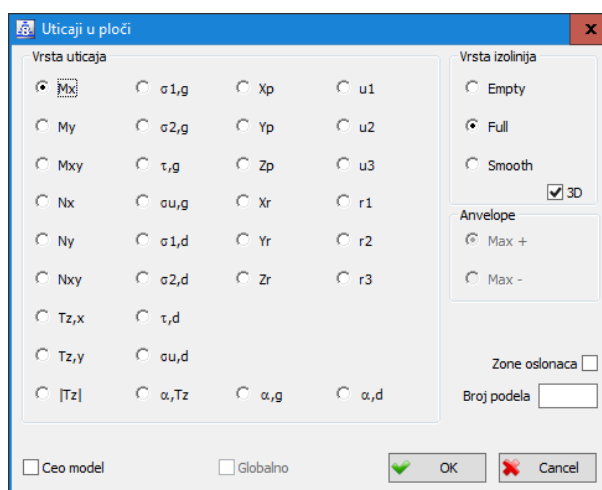 Uticaji u ploči
Vrsta uticaja
Vrsta izolinija
Mx σ1,g Xp u1
My σ2,g Yp u2
Mxy τ,g Zp u3
Nx σu,g Xr r1
Ny σ1,d Yr r2
Nxy σ2,d Zr r3
Tz,x τ,d
Tz,y σu,d
|Tz| α,Tz α,g α,d
Empty
Full
Smooth
3D
Anvelope
Max +
Max -
Zone oslonaca
Broj podela
Ceo model
Globalno
OK
Cancel